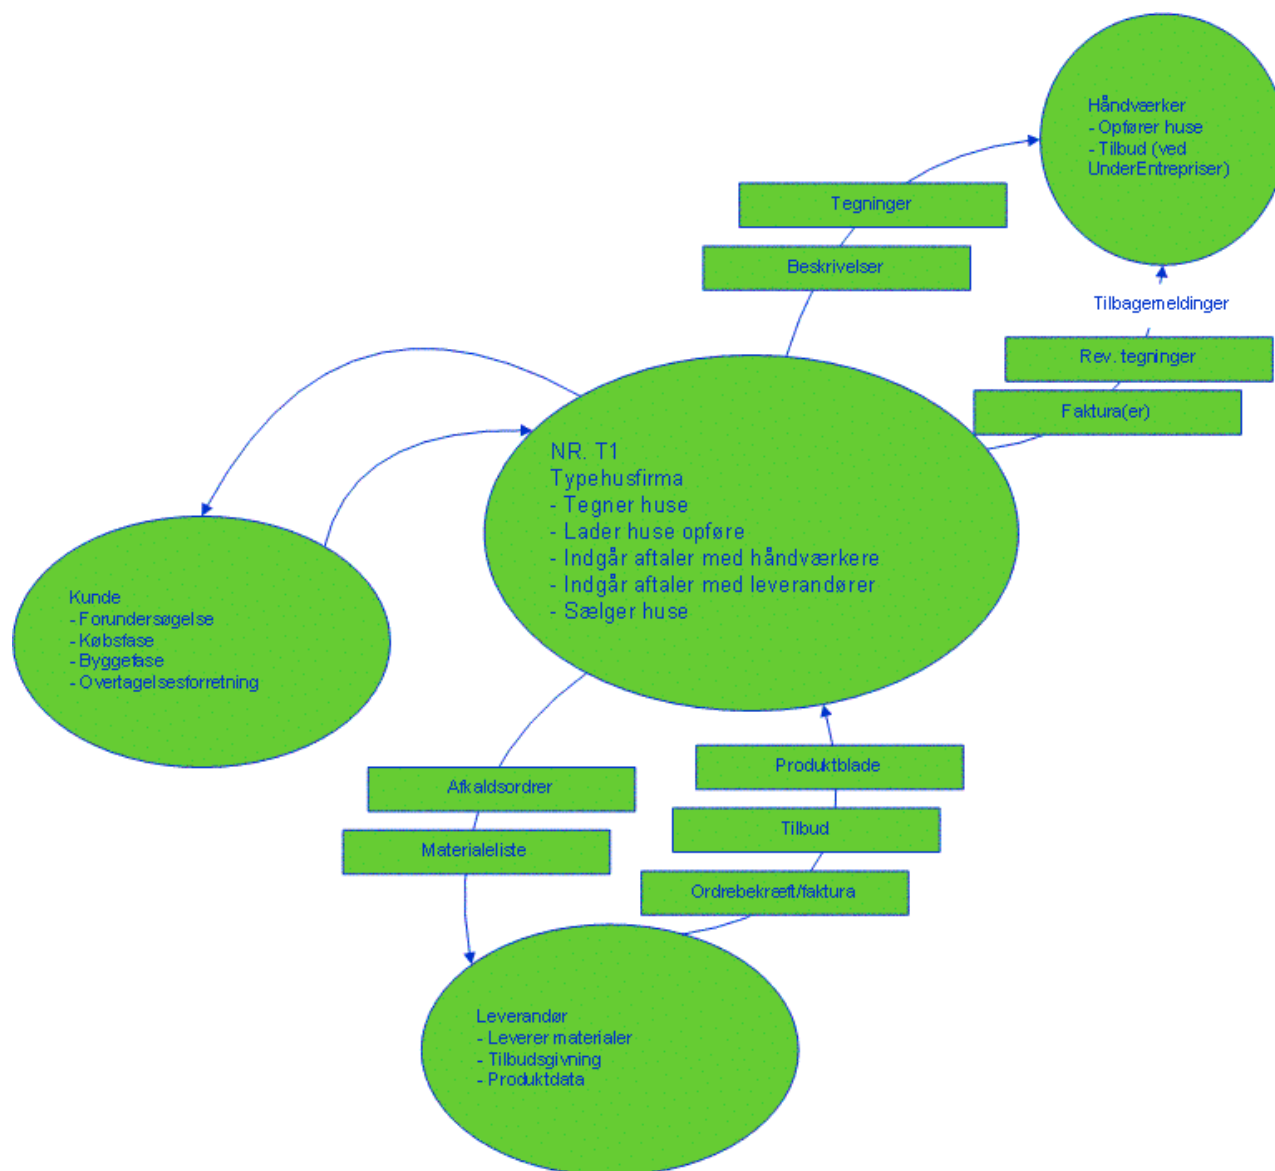 Håndværker
- Opfører huse
- Tilbud (ved
UnderEntrepriser)
Tegninger
Beskrivelser
Tilbagemeldinger
Rev. tegninger
Faktura(er)
NR. T1
Typehusfirma
- Tegner huse
- Lader huse opføre
- Indgår aftaler med håndværkere
- Indgår aftaler med leverandører
- Sælger huse
Kunde
- Forundersøgelse
- Købsfase
- Byggefase
- Overtagelsesforretning
Afkaldsordrer
Materialeliste
Produktblade
Tilbud
Ordrebekræft/faktura
Leverandør
- Leverer materialer
- Tilbudsgivning
- Produktdata